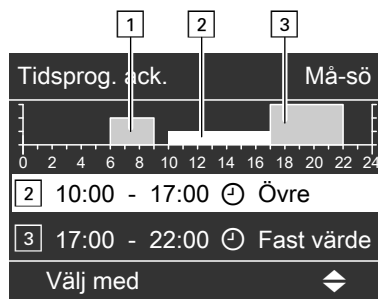 1 2 3
Tidsprog. ack. Må-sö
0 2 4 6 8 10 12 14 16 18 20 22 24
2 10:00 - 17:00 Övre
3 17:00 - 22:00 Fast värde
Välj med